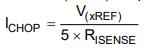 I_CHOP = V_(xREF) / 5 × R_ISENSE